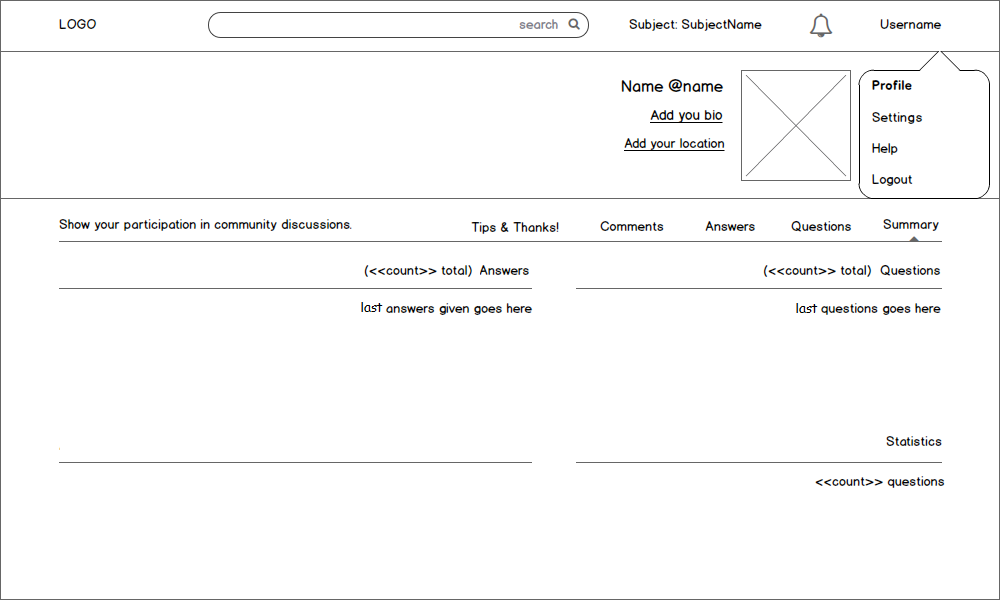 LOGO
search
Subject: SubjectName
Username
Name @name
Add you bio
Add your location
Profile
Settings
Help
Logout
Show your participation in community discussions.
Tips & Thanks!
Comments
Answers
Questions
Summary
(<<count>> total) Answers
(<<count>> total) Questions
last answers given goes here
last questions goes here
Statistics
<<count>> questions